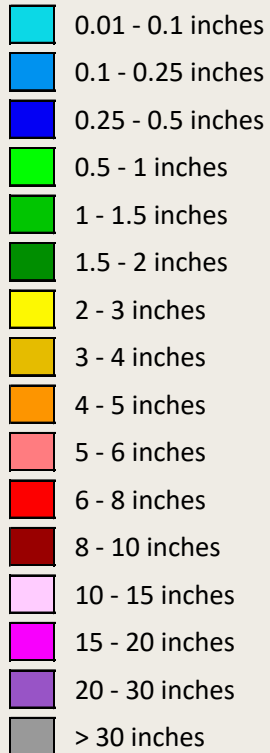 0.01 - 0.1 inches
0.1 - 0.25 inches
0.25 - 0.5 inches
0.5 - 1 inches
1 - 1.5 inches
1.5 - 2 inches
2 - 3 inches
3 - 4 inches
4 - 5 inches
5 - 6 inches
6 - 8 inches
8 - 10 inches
10 - 15 inches
15 - 20 inches
20 - 30 inches
> 30 inches